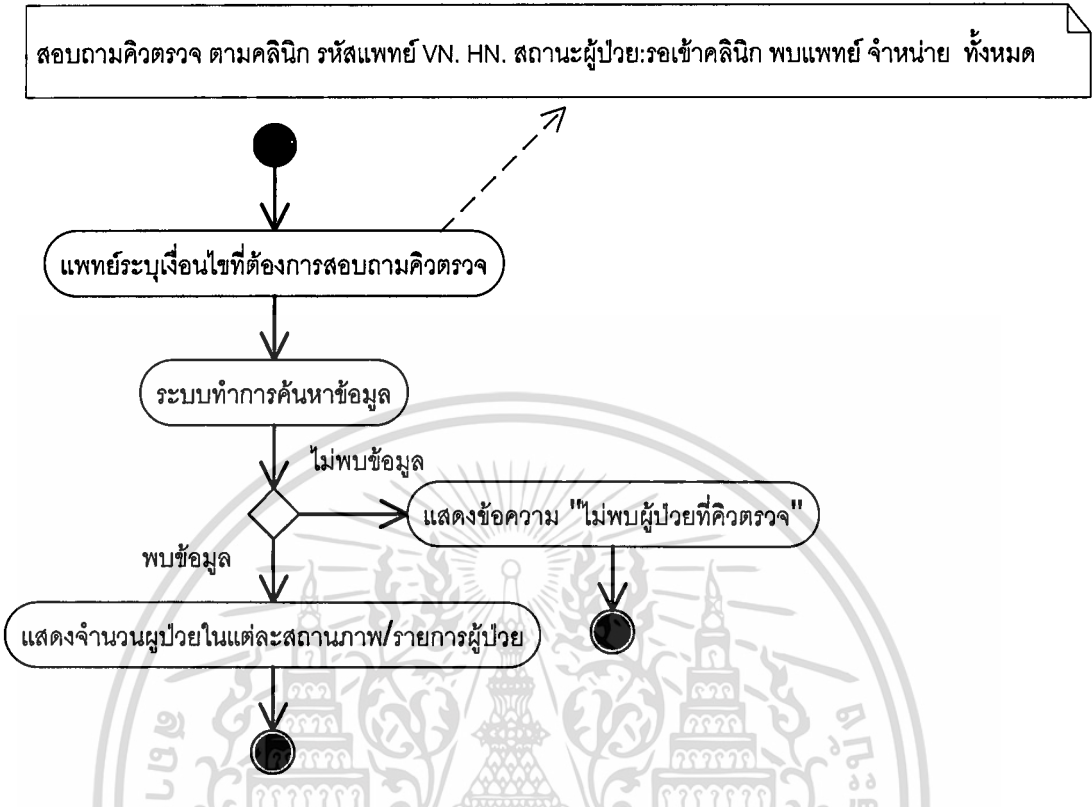 สอบถามคิวตรวจ ตามคลินิก รหัสแพทย์ VN. HN. สถานะผู้ป่วย:รอเข้าคลินิก พบแพทย์ จำหน่าย ทั้งหมด
แพทย์ระบุเงื่อนไขที่ต้องการสอบถามคิวตรวจ
ระบบทำการค้นหาข้อมูล
ไม่พบข้อมูล
แสดงข้อความ "ไม่พบผู้ป่วยที่คิวตรวจ"
พบข้อมูล
แสดงจำนวนผูป่วยในแต่ละสถานภาพ/รายการผู้ป่วย